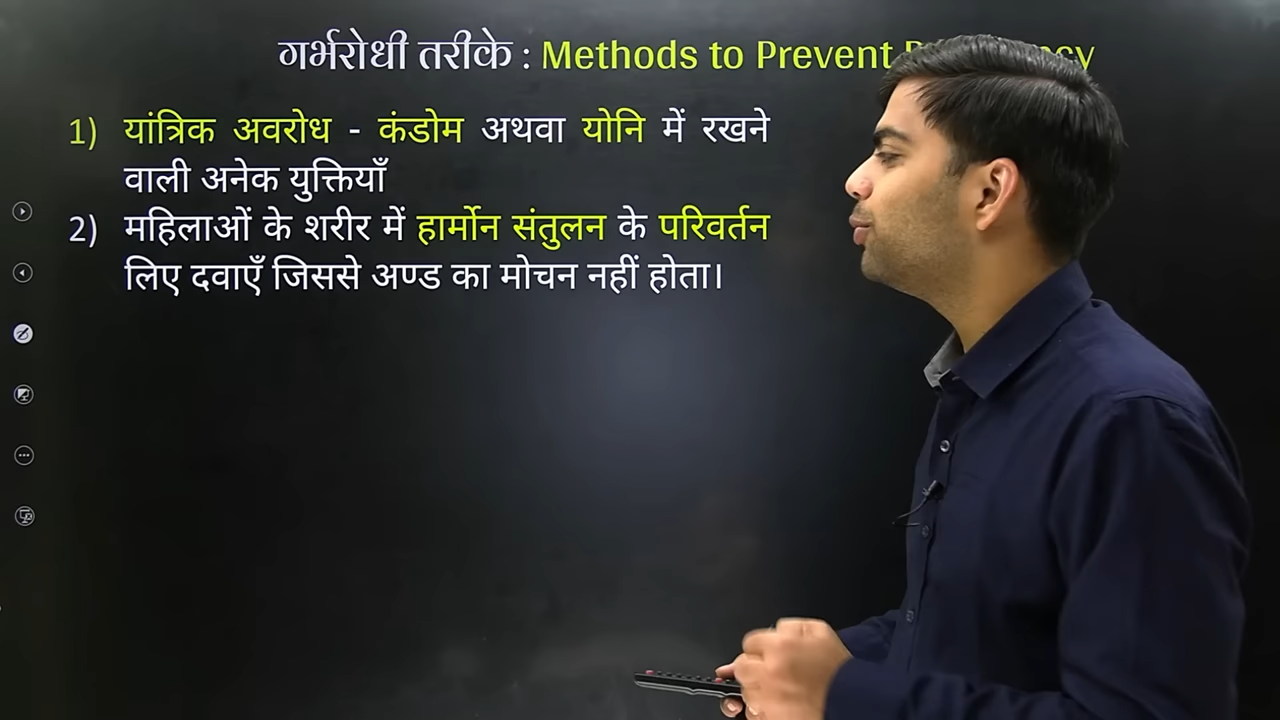 गर्भरोधी तरीके : Methods to Prevent
1) यांत्रिक अवरोध - कंडोम अथवा योनि में रखने
वाली अनेक युक्तियाँ
2) महिलाओं के शरीर में हार्मोन संतुलन के परिवर्तन
लिए दवाएँ जिससे अण्ड का मोचन नहीं होता।